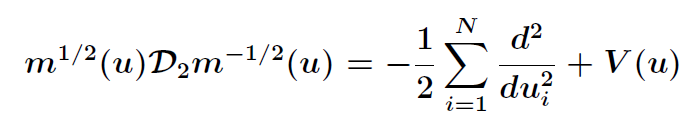 m^{1/2}(u)\mathcal{D}_2 m^{-1/2}(u) = -\frac{1}{2} \sum_{i=1}^{N} \frac{d^2}{du_i^2} + V(u)